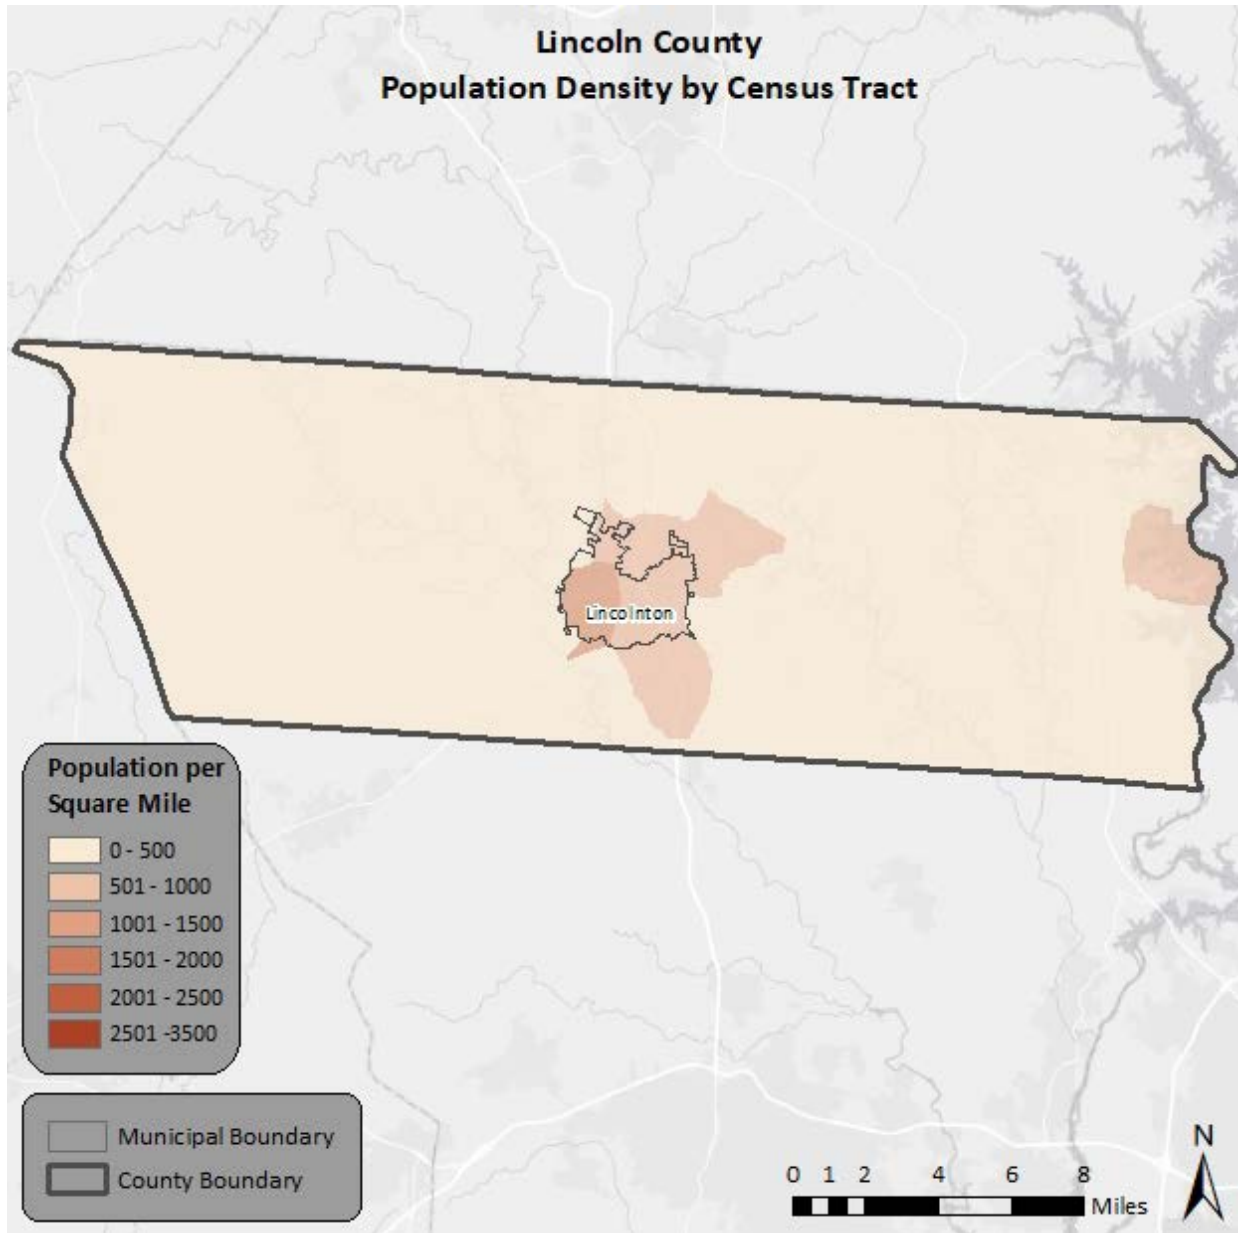 Lincoln County
Population Density by Census Tract
Lincolnton
Population per
Square Mile
0 - 500
501 - 1000
1001 - 1500
1501 - 2000
2001 - 2500
2501 -3500
Municipal Boundary
County Boundary
0 1 2 4 6 8
Miles
N